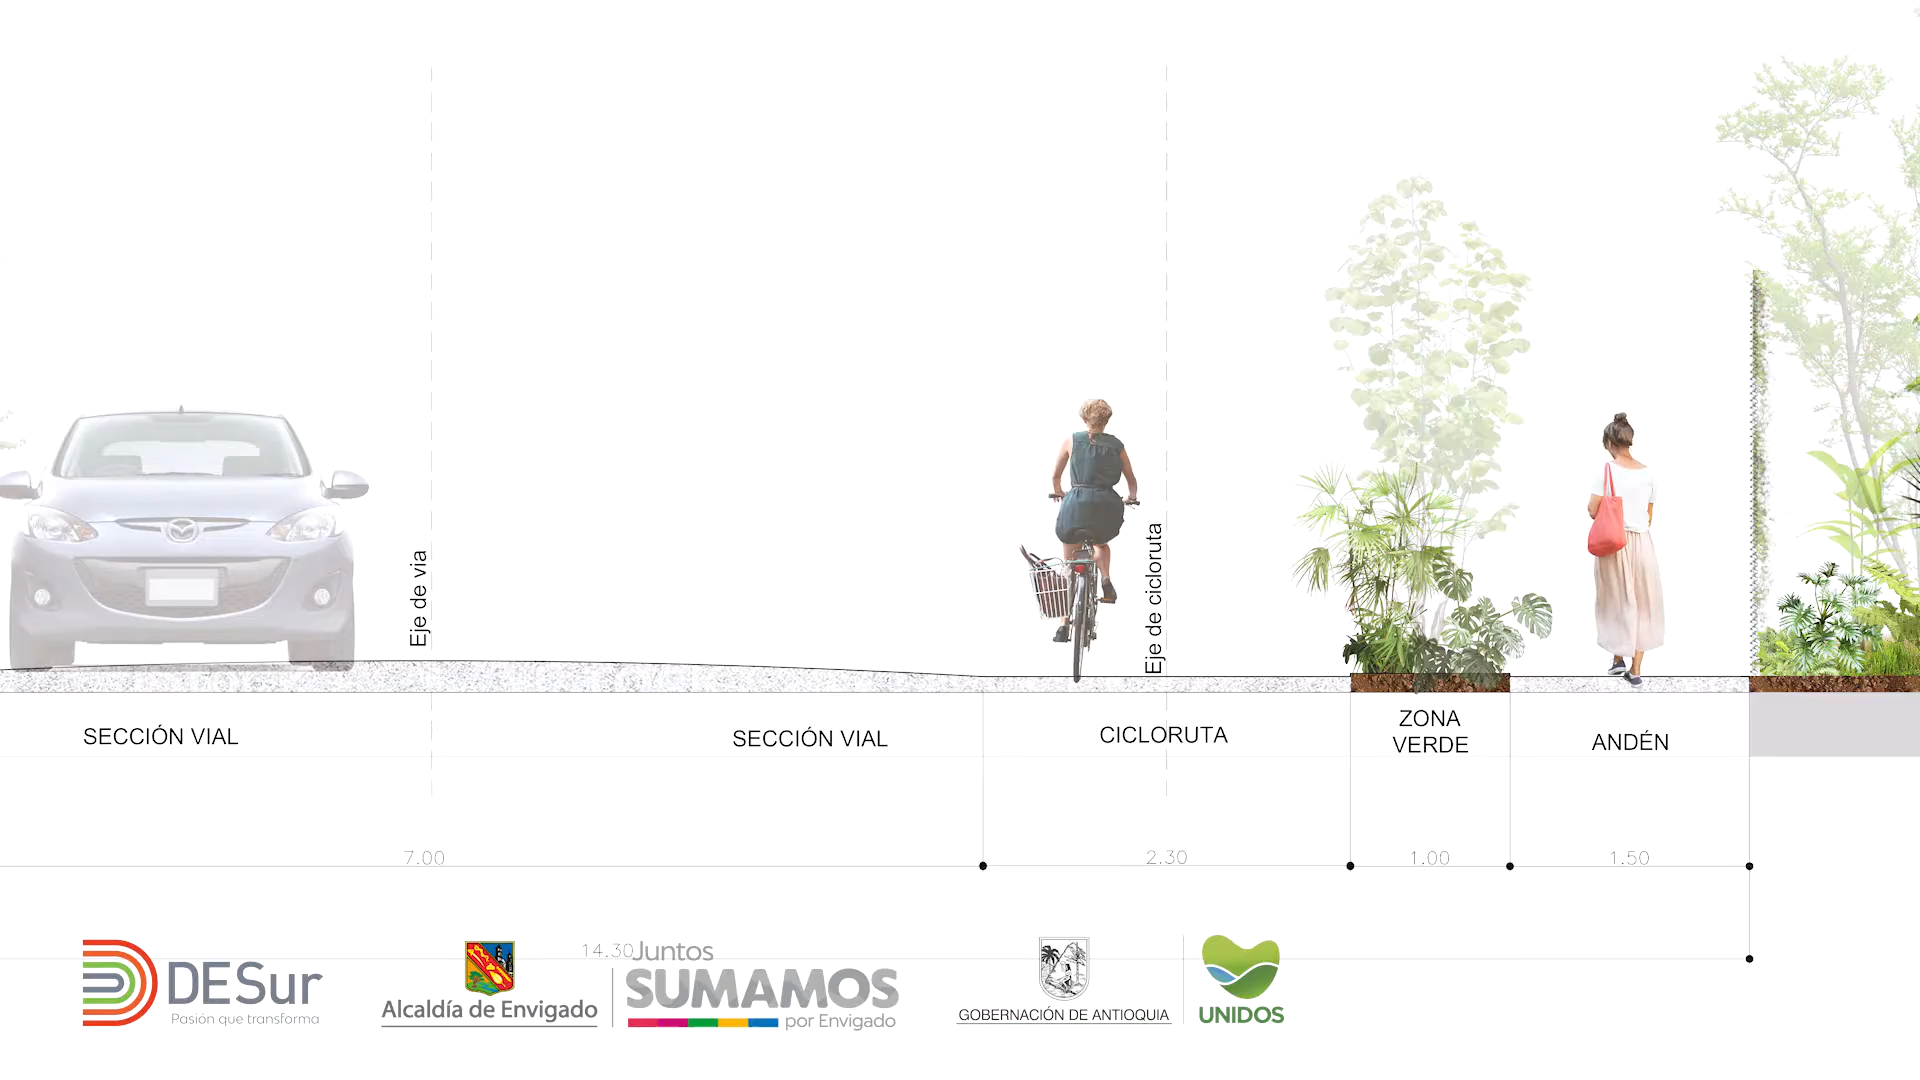 Eje de via
Eje de cicloruta
SECCIÓN VIAL
SECCIÓN VIAL
CICLORUTA
ZONA
VERDE
ANDÉN
7.00
2.30
1.00
1.50
14.30
DESur
Pasión que transforma
Alcaldía de Envigado
Juntos
SUMAMOS
por Envigado
GOBERNACIÓN DE ANTIOQUIA
UNIDOS